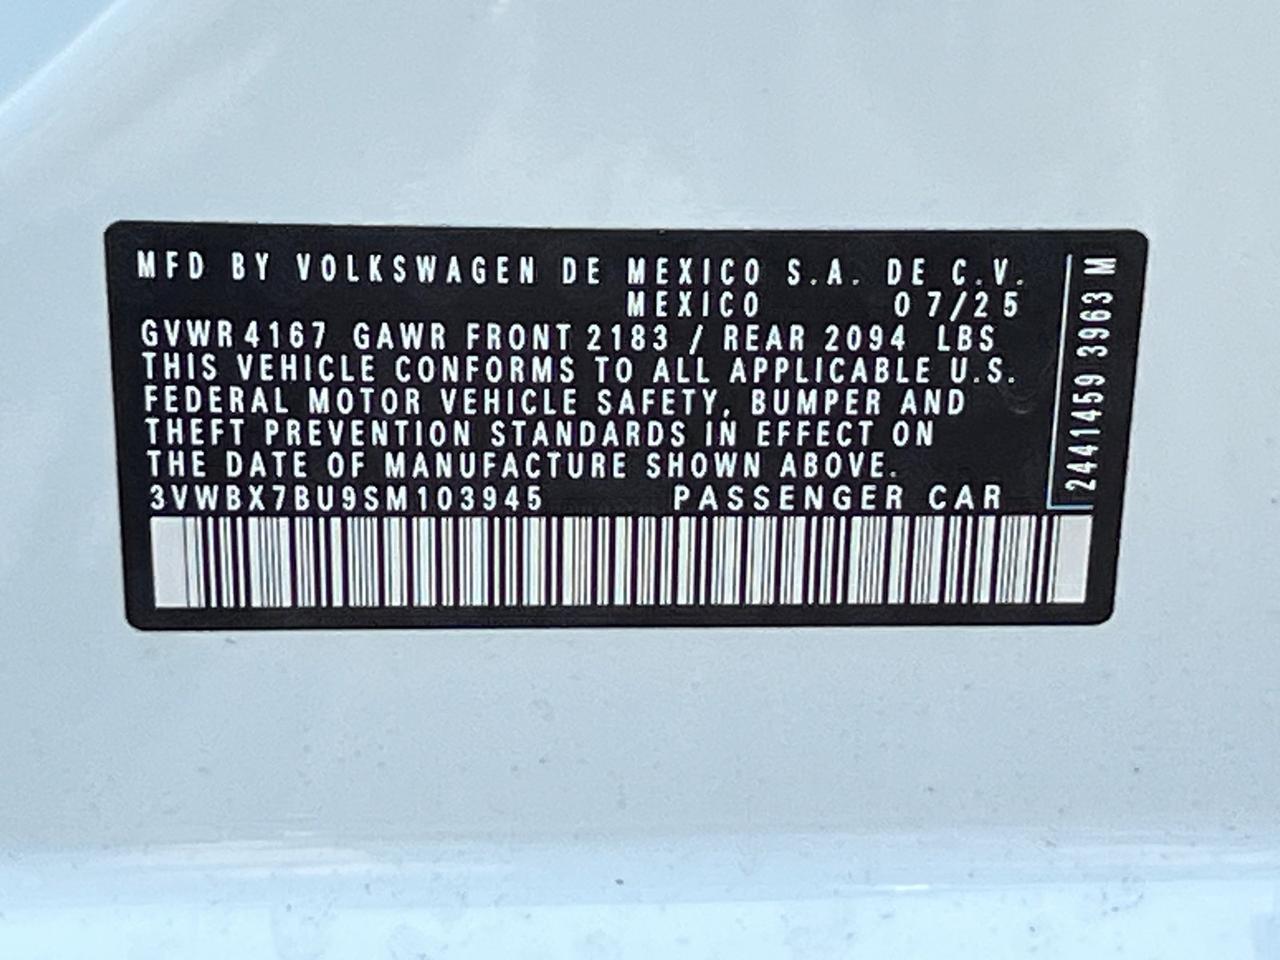 MFD BY VOLKSWAGEN DE MEXICO S.A. DE C.V.
MEXICO 07/25
GVWR 4167 GAWR FRONT 2183 / REAR 2094 LBS
THIS VEHICLE CONFORMS TO ALL APPLICABLE U.S.
FEDERAL MOTOR VEHICLE SAFETY, BUMPER AND
THEFT PREVENTION STANDARDS IN EFFECT ON
THE DATE OF MANUFACTURE SHOWN ABOVE.
3VWBX7BU9SM103945 PASSENGER CAR
2441459 3963 M